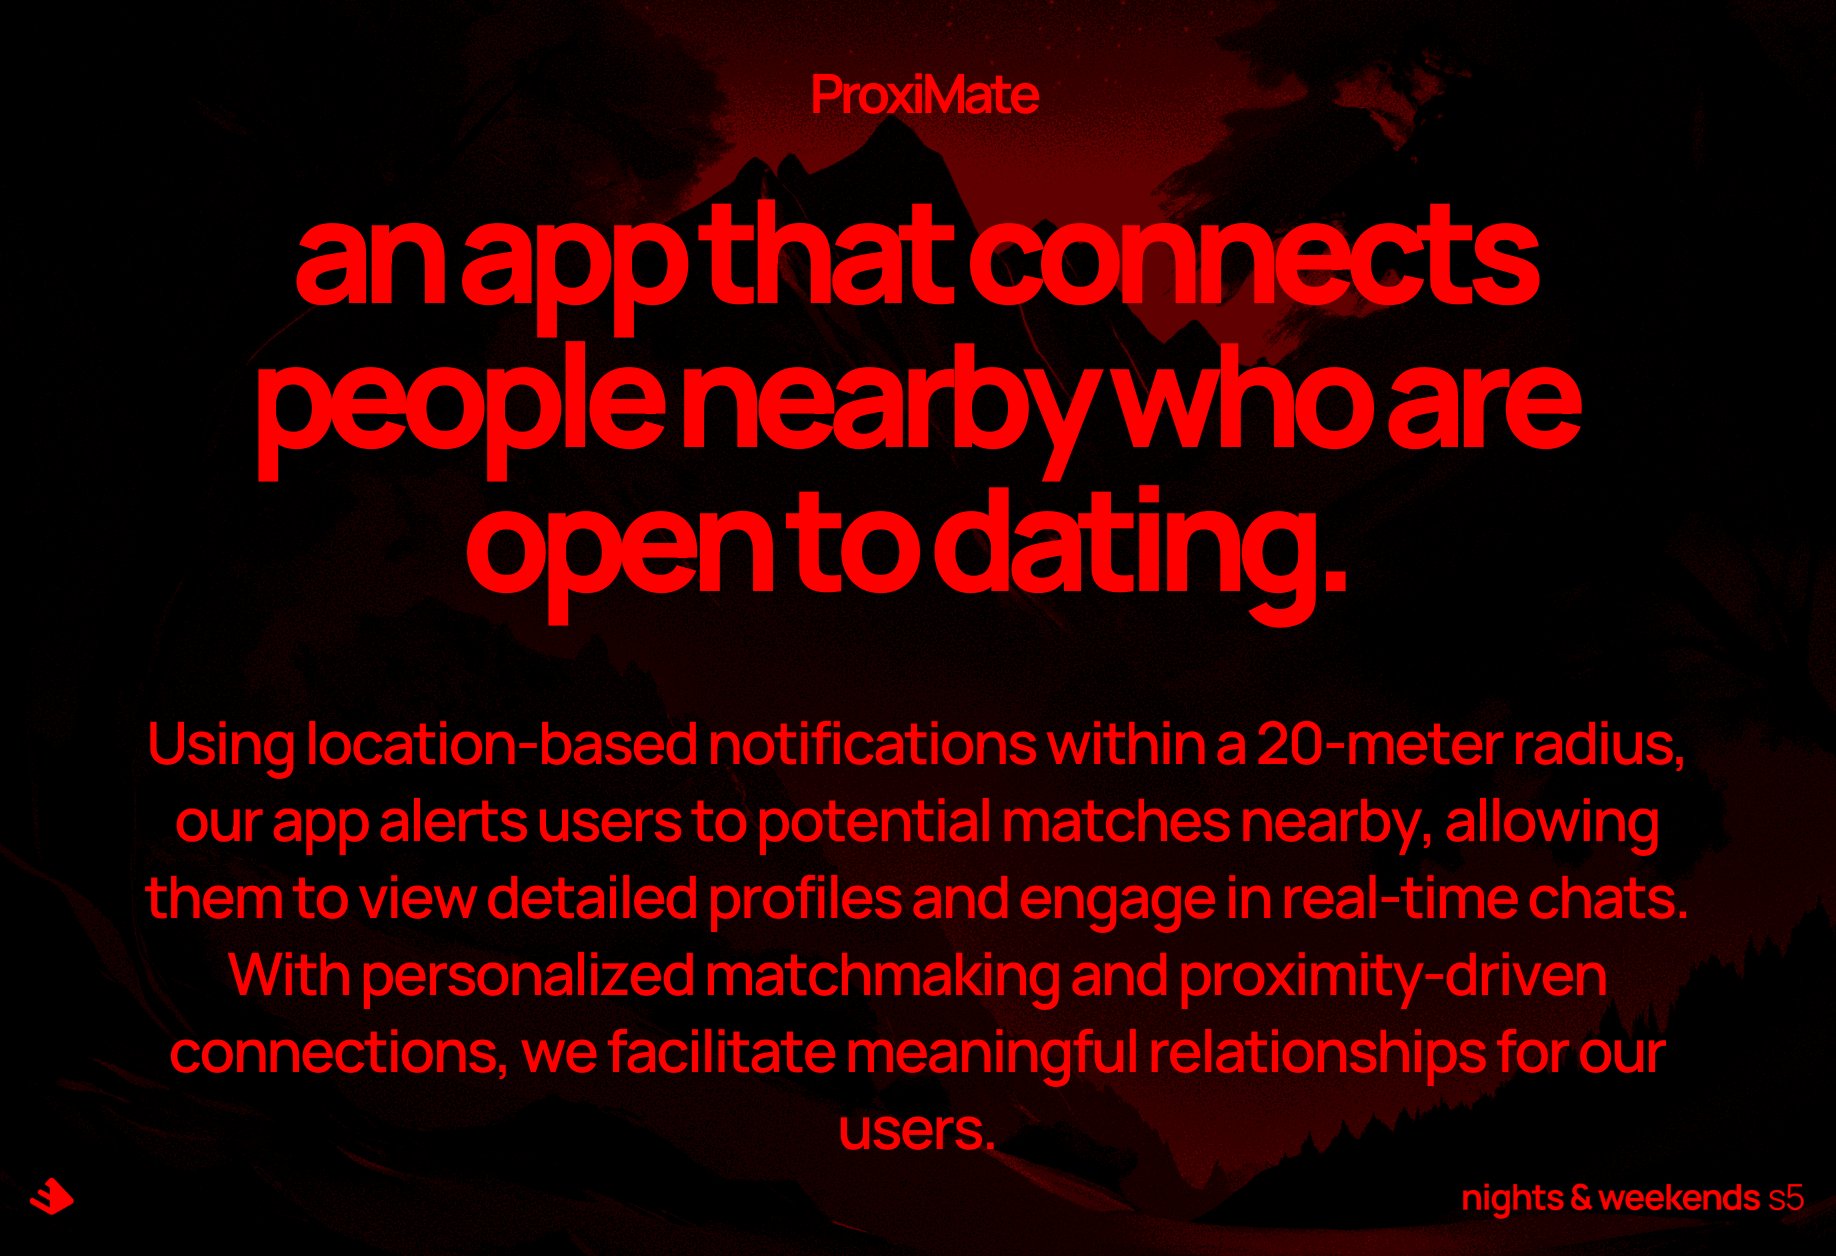 ProxiMate
an app that connects
people nearby who are
open to dating.
Using location-based notifications within a 20-meter radius,
our app alerts users to potential matches nearby, allowing
them to view detailed profiles and engage in real-time chats.
With personalized matchmaking and proximity-driven
connections, we facilitate meaningful relationships for our
users.
nights & weekends s5